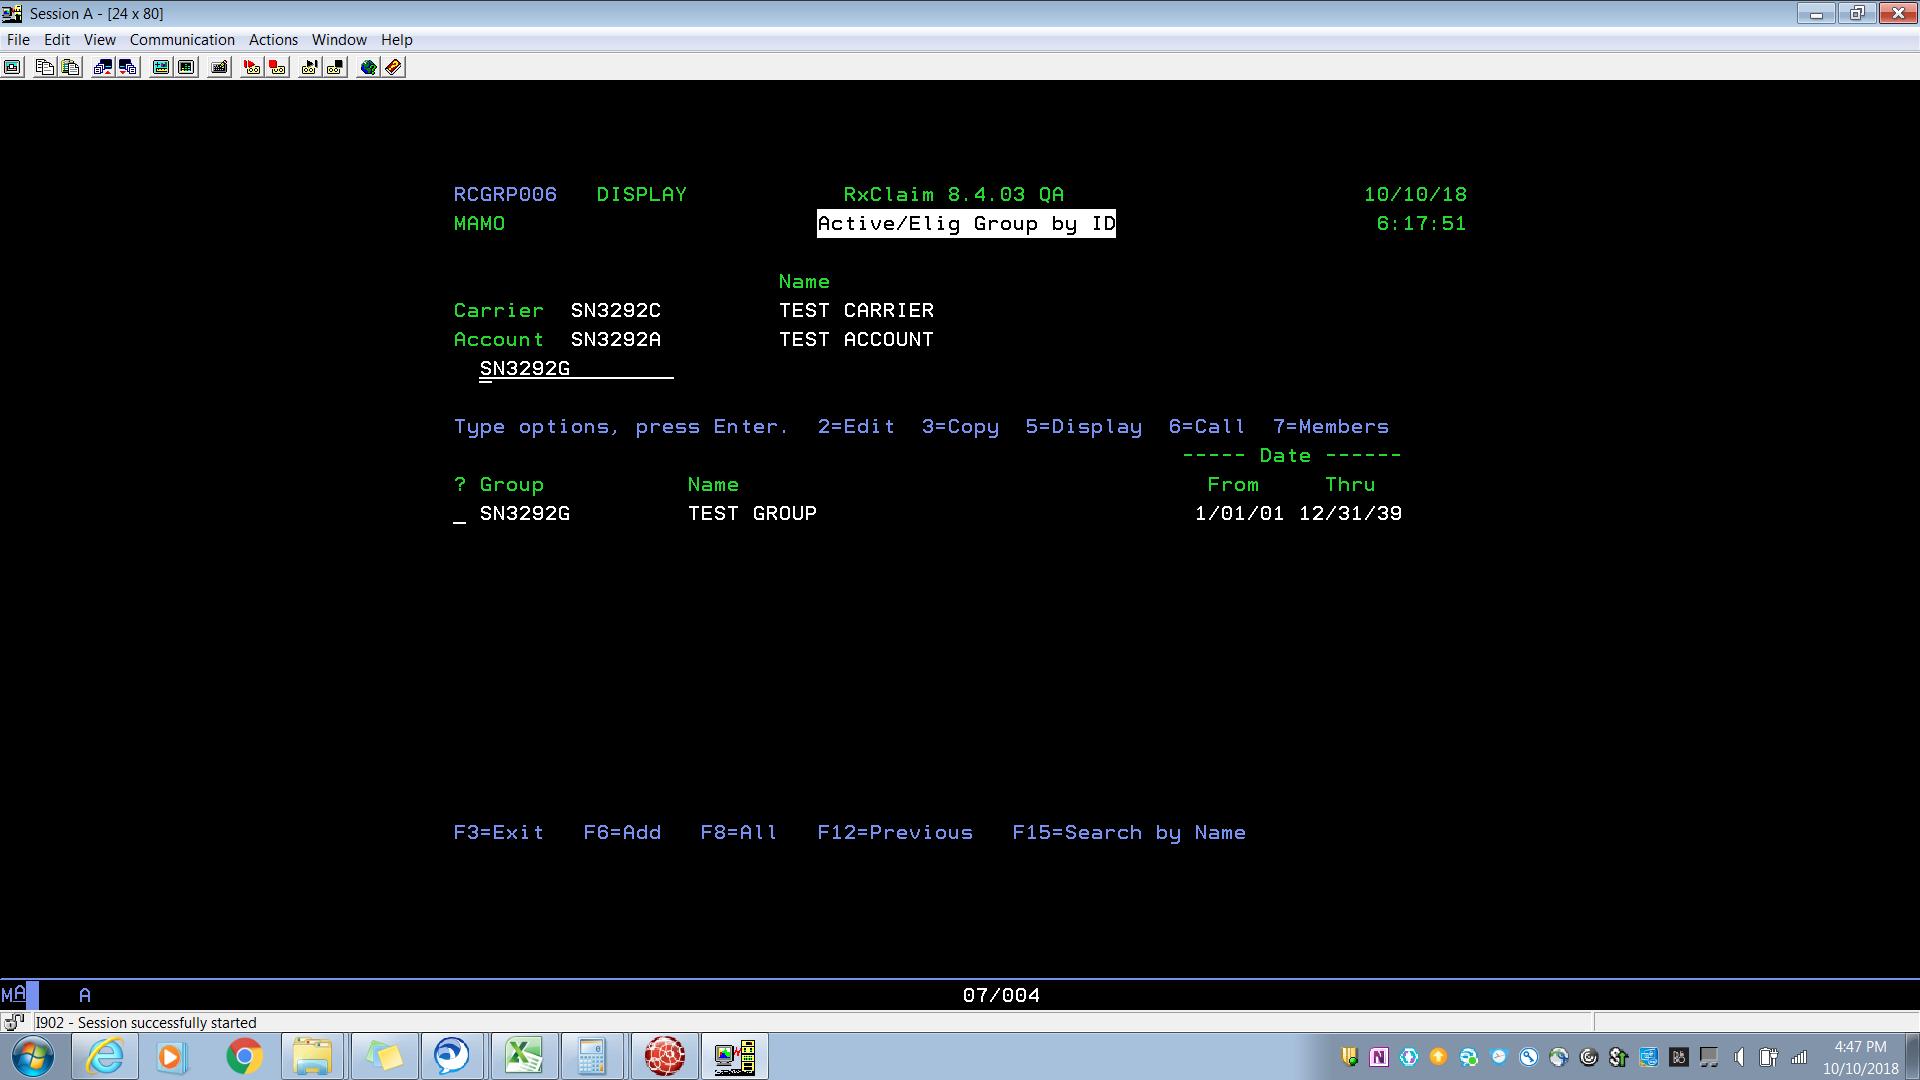 Session A - [24 x 80]
File Edit View Communication Actions Window Help
RCGRP006 DISPLAY RxClaim 8.4.03 QA 10/10/18
MAMO Active/Elig Group by ID 6:17:51
Name
Carrier SN3292C TEST CARRIER
Account SN3292A TEST ACCOUNT
SN3292G
Type options, press Enter. 2=Edit 3=Copy 5=Display 6=Call 7=Members
----- Date ------
? Group Name From Thru
_ SN3292G TEST GROUP 1/01/01 12/31/39
F3=Exit F6=Add F8=All F12=Previous F15=Search by Name
MA A 07/004
I902 - Session successfully started
4:47 PM
10/10/2018